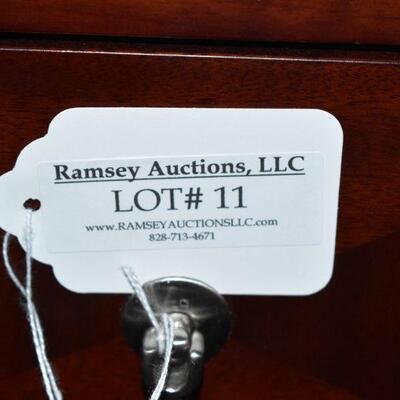 Ramsey Auctions, LLC
LOT# 11
www.RAMSEYAUCTIONSLLC.com
828-713-4671